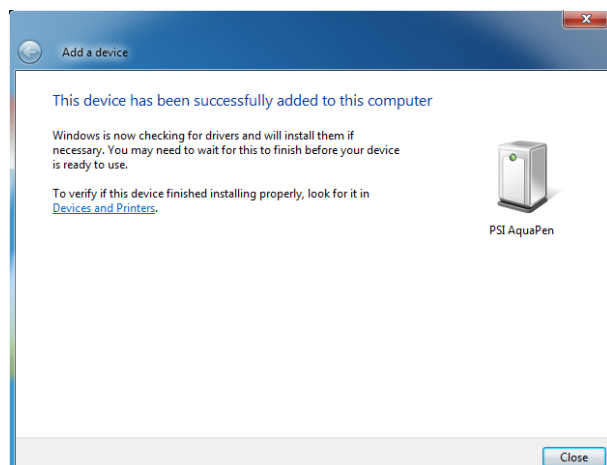 Add a device
This device has been successfully added to this computer
Windows is now checking for drivers and will install them if
necessary. You may need to wait for this to finish before your device
is ready to use.
To verify if this device finished installing properly, look for it in
Devices and Printers.
PSI AquaPen
Close